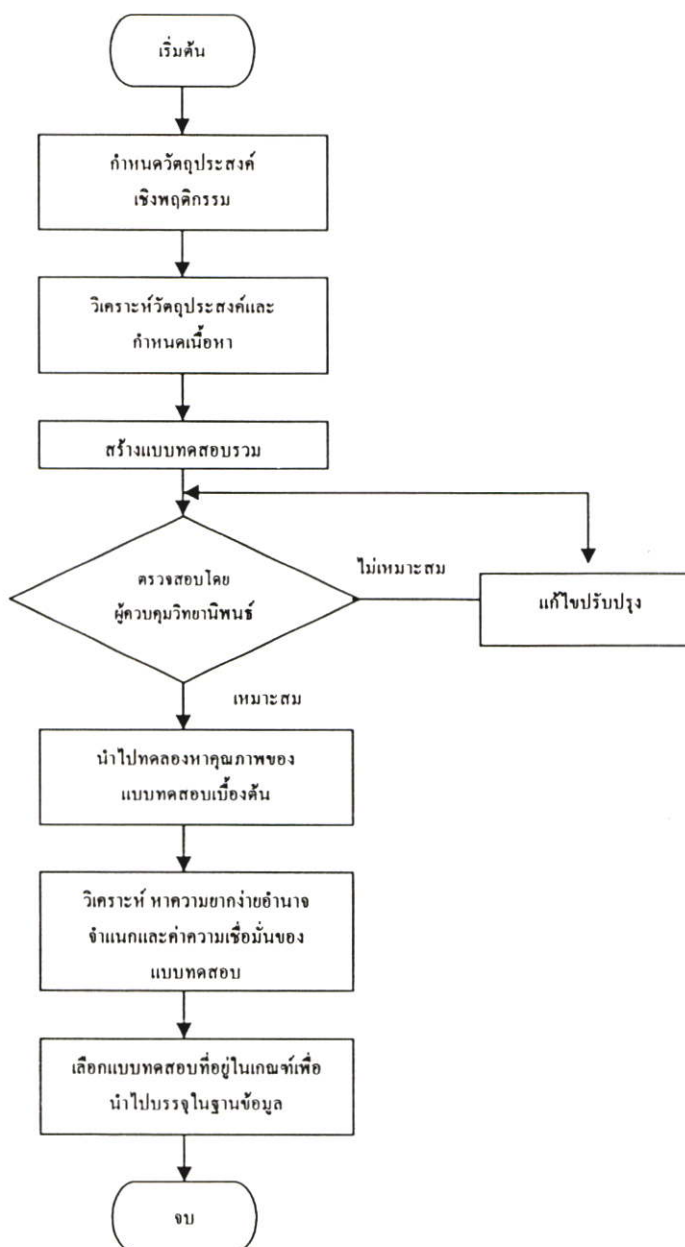 เริ่มต้น
กำหนดวัตถุประสงค์
เชิงพฤติกรรม
วิเคราะห์วัตถุประสงค์และ
กำหนดเนื้อหา
สร้างแบบทดสอบรวม
ตรวจสอบโดย
ผู้ควบคุมวิทยานิพนธ์
ไม่เหมาะสม
แก้ไขปรับปรุง
เหมาะสม
นำไปทดลองหาคุณภาพของ
แบบทดสอบเบื้องต้น
วิเคราะห์ หาความยากง่ายอำนาจ
จำแนกและค่าความเชื่อมั่นของ
แบบทดสอบ
เลือกแบบทดสอบที่อยู่ในเกณฑ์เพื่อ
นำไปบรรจุในฐานข้อมูล
จบ